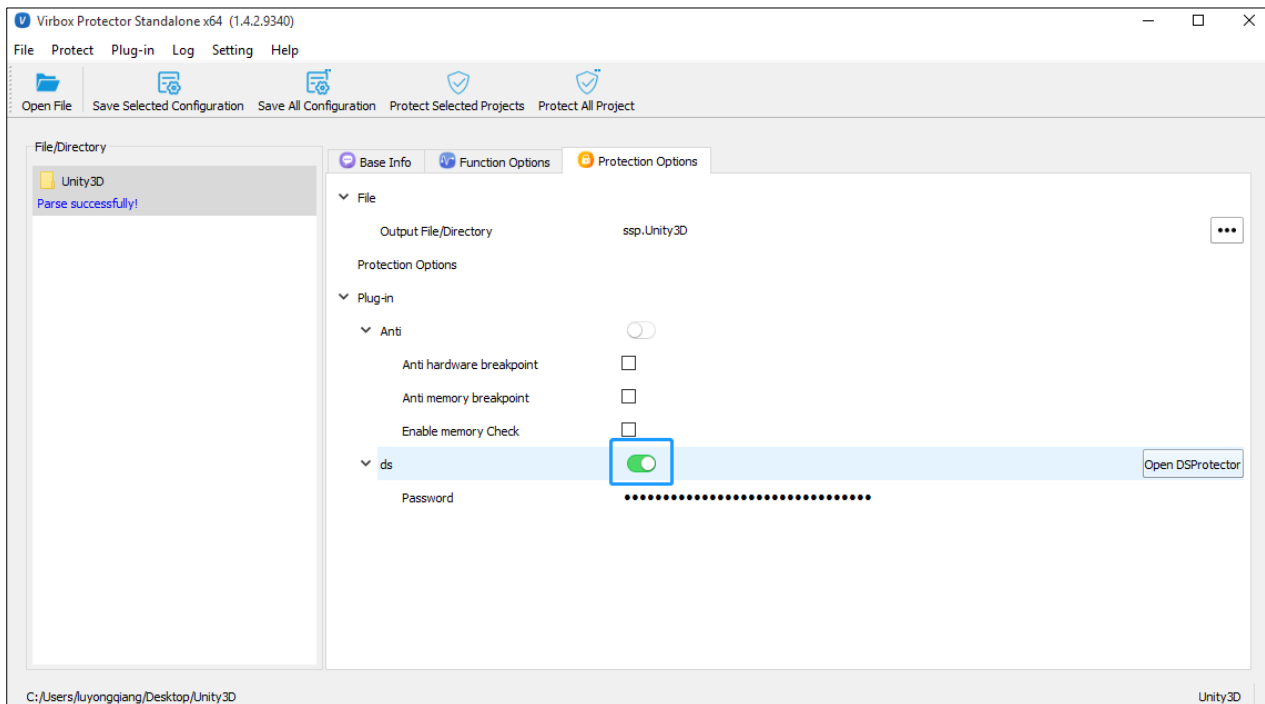 Virbox Protector Standalone x64 (1.4.2.9340)
File Protect Plug-in Log Setting Help
Open File Save Selected Configuration Save All Configuration Protect Selected Projects Protect All Project
File/Directory
Unity3D
Parse successfully!
Base Info Function Options Protection Options
File
Output File/Directory ssp.Unity3D
Protection Options
Plug-in
Anti
Anti hardware breakpoint
Anti memory breakpoint
Enable memory Check
ds Open DSProtector
Password ••••••••••••••••••••••••••••••••
C:/Users/luyongqiang/Desktop/Unity3D Unity3D